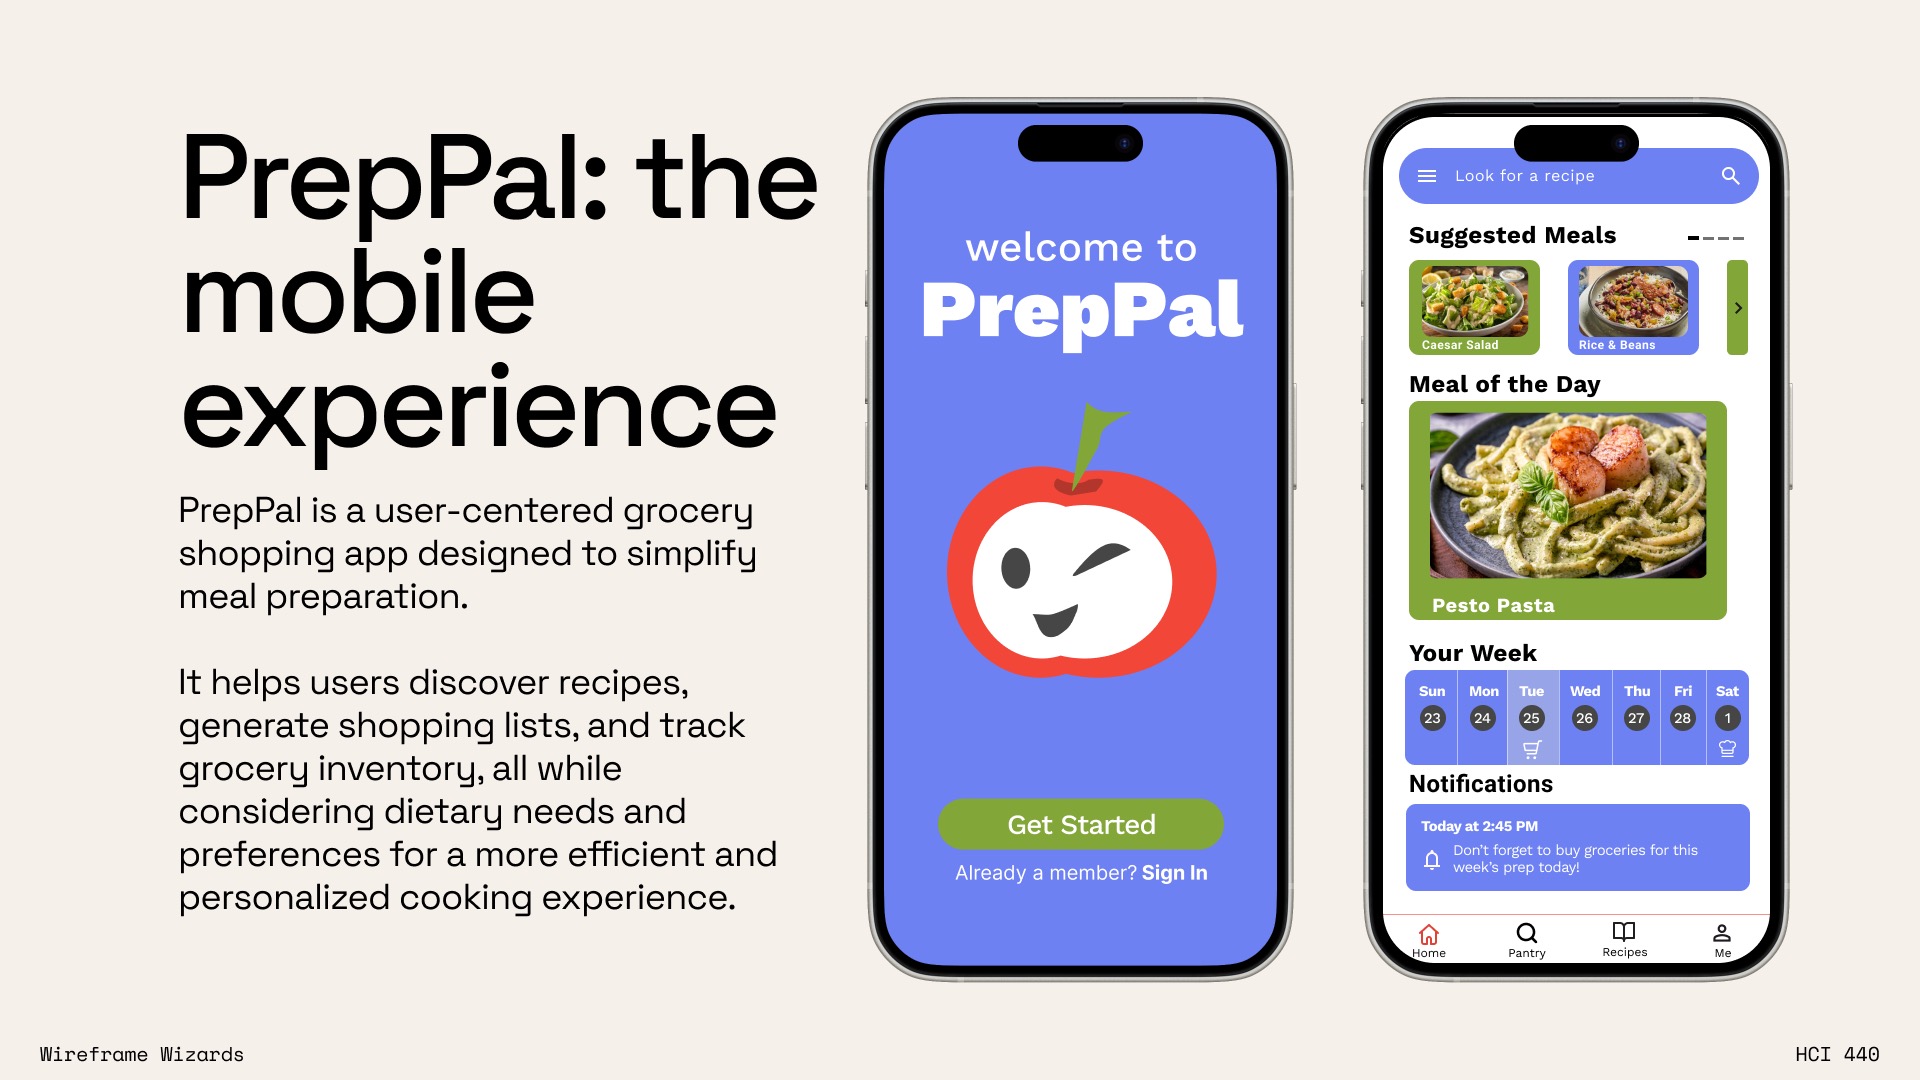 PrepPal: the
mobile
experience
PrepPal is a user-centered grocery
shopping app designed to simplify
meal preparation.
It helps users discover recipes,
generate shopping lists, and track
grocery inventory, all while
considering dietary needs and
preferences for a more efficient and
personalized cooking experience.
welcome to
PrepPal
Get Started
Already a member? Sign In
Look for a recipe
Suggested Meals
Caesar Salad
Rice & Beans
Meal of the Day
Pesto Pasta
Your Week
Sun Mon Tue Wed Thu Fri Sat
23 24 25 26 27 28 1
Notifications
Today at 2:45 PM
Don't forget to buy groceries for this
week's prep today!
Home Pantry Recipes Me
Wireframe Wizards
HCI 440